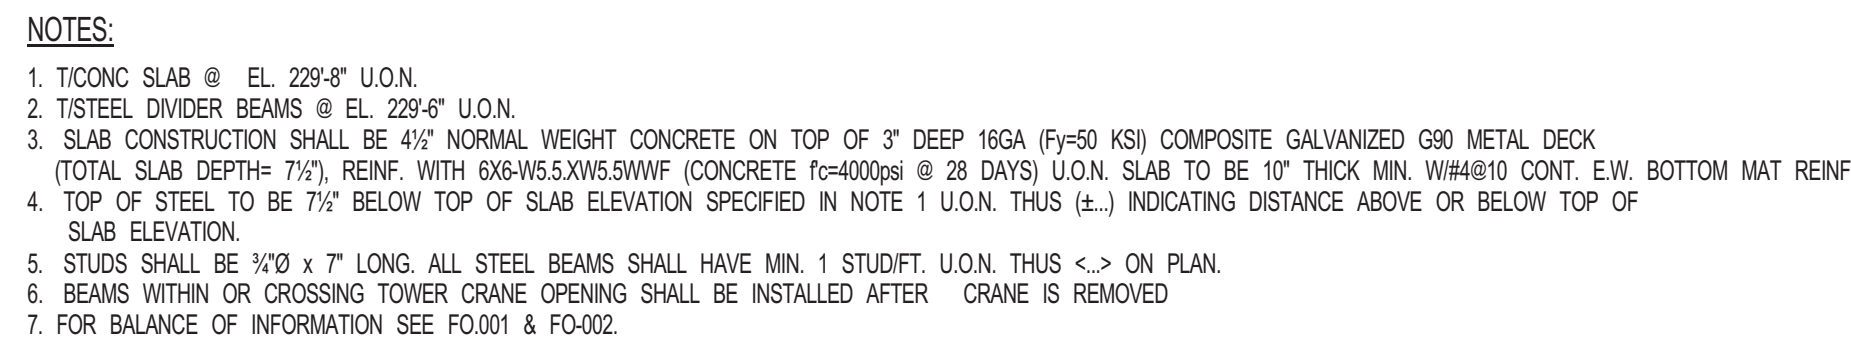 NOTES:
1. T/CONC SLAB @ EL. 229'-8" U.O.N.
2. T/STEEL DIVIDER BEAMS @ EL. 229'-6" U.O.N.
3. SLAB CONSTRUCTION SHALL BE 4½" NORMAL WEIGHT CONCRETE ON TOP OF 3" DEEP 16GA (Fy=50 KSI) COMPOSITE GALVANIZED G90 METAL DECK
(TOTAL SLAB DEPTH= 7½"), REINF. WITH 6X6-W5.5.XW5.5WWF (CONCRETE f'c=4000psi @ 28 DAYS) U.O.N. SLAB TO BE 10" THICK MIN. W/#4@10 CONT. E.W. BOTTOM MAT REINF
4. TOP OF STEEL TO BE 7½" BELOW TOP OF SLAB ELEVATION SPECIFIED IN NOTE 1 U.O.N. THUS (±...) INDICATING DISTANCE ABOVE OR BELOW TOP OF
SLAB ELEVATION.
5. STUDS SHALL BE ¾"Ø x 7" LONG. ALL STEEL BEAMS SHALL HAVE MIN. 1 STUD/FT. U.O.N. THUS <...> ON PLAN.
6. BEAMS WITHIN OR CROSSING TOWER CRANE OPENING SHALL BE INSTALLED AFTER CRANE IS REMOVED
7. FOR BALANCE OF INFORMATION SEE FO.001 & FO-002.